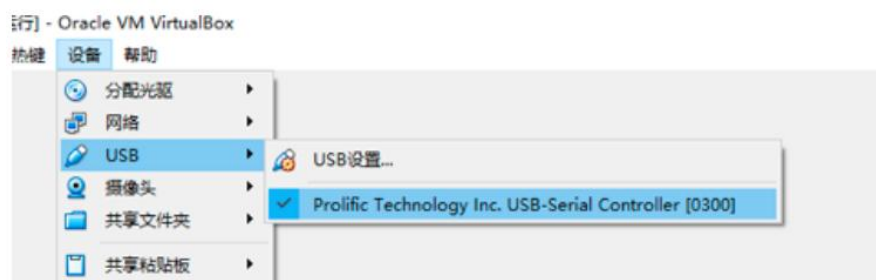 运行] - Oracle VM VirtualBox
热键 设备 帮助
分配光驱
网络
USB
USB设置...
摄像头
Prolific Technology Inc. USB-Serial Controller [0300]
共享文件夹
共享粘贴板